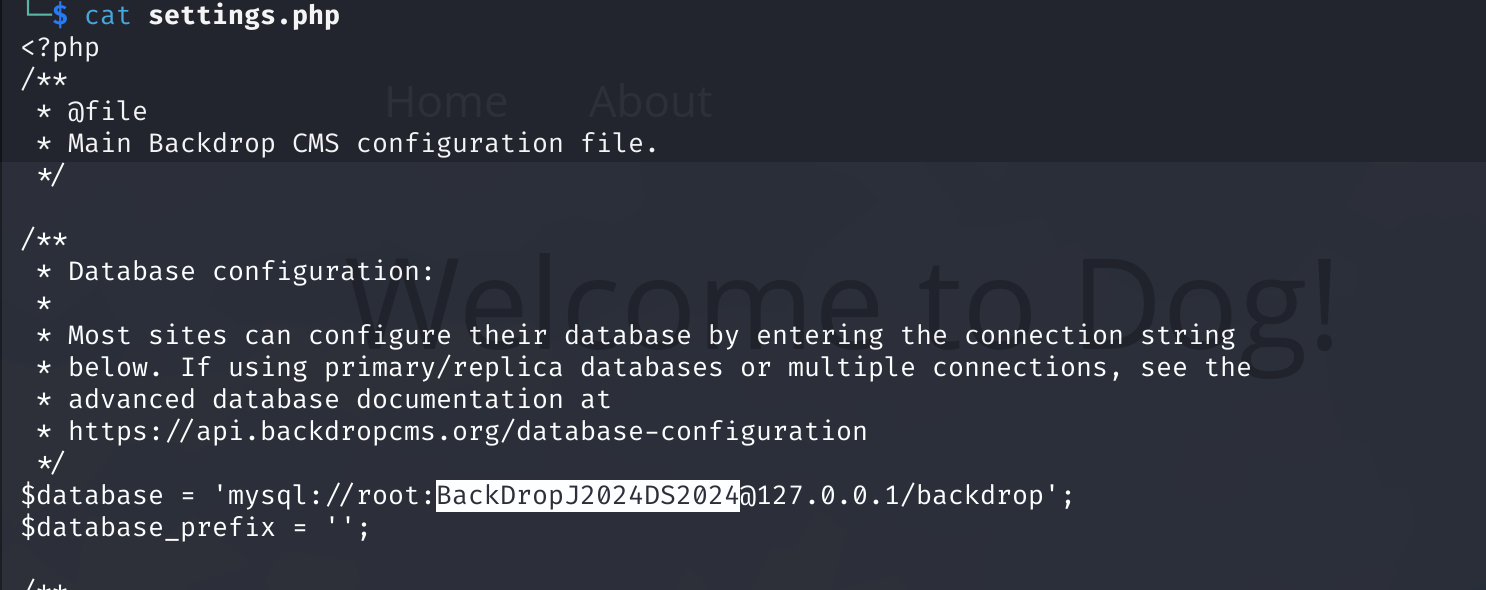 └─$ cat settings.php
<?php
/**
 * @file
 * Main Backdrop CMS configuration file.
 */
/**
 * Database configuration:
 *
 * Most sites can configure their database by entering the connection string
 * below. If using primary/replica databases or multiple connections, see the
 * advanced database documentation at
 * https://api.backdropcms.org/database-configuration
 */
$database = 'mysql://root:BackDropJ2024DS2024@127.0.0.1/backdrop';
$database_prefix = '';
/**
Home About
Welcome to Dog!